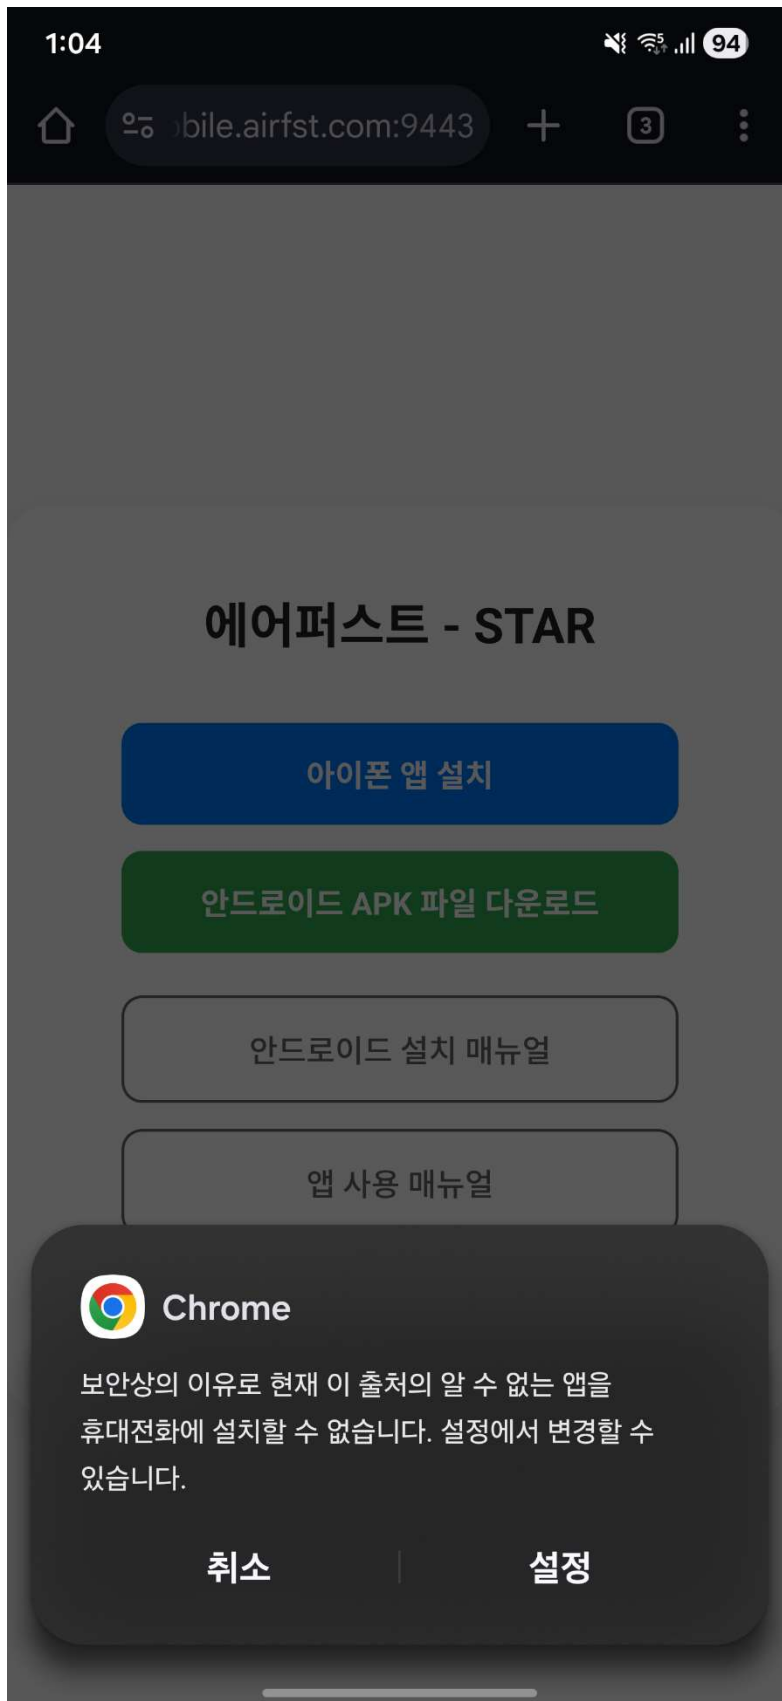 1:04
94
bile.airfst.com:9443
3
에어퍼스트 - STAR
아이폰 앱 설치
안드로이드 APK 파일 다운로드
안드로이드 설치 매뉴얼
앱 사용 매뉴얼
Chrome
보안상의 이유로 현재 이 출처의 알 수 없는 앱을
휴대전화에 설치할 수 없습니다. 설정에서 변경할 수
있습니다.
취소
설정